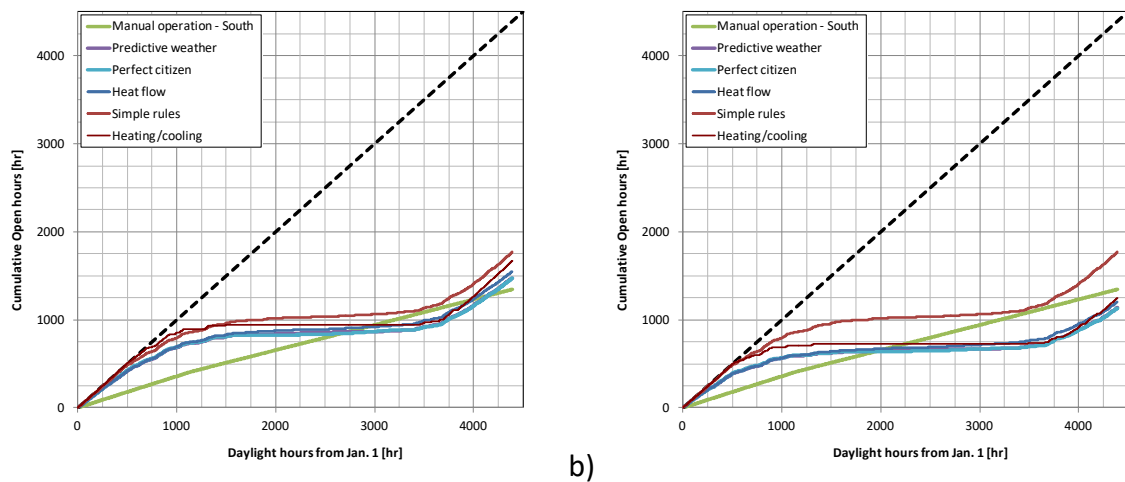 Manual operation - South
Predictive weather
Perfect citizen
Heat flow
Simple rules
Heating/cooling
4000
3000
2000
1000
0
Cumulative Open hours [hr]
0 1000 2000 3000 4000
Daylight hours from Jan. 1 [hr]
b)
Manual operation - South
Predictive weather
Perfect citizen
Heat flow
Simple rules
Heating/cooling
4000
3000
2000
1000
0
Cumulative Open hours [hr]
0 1000 2000 3000 4000
Daylight hours from Jan. 1 [hr]